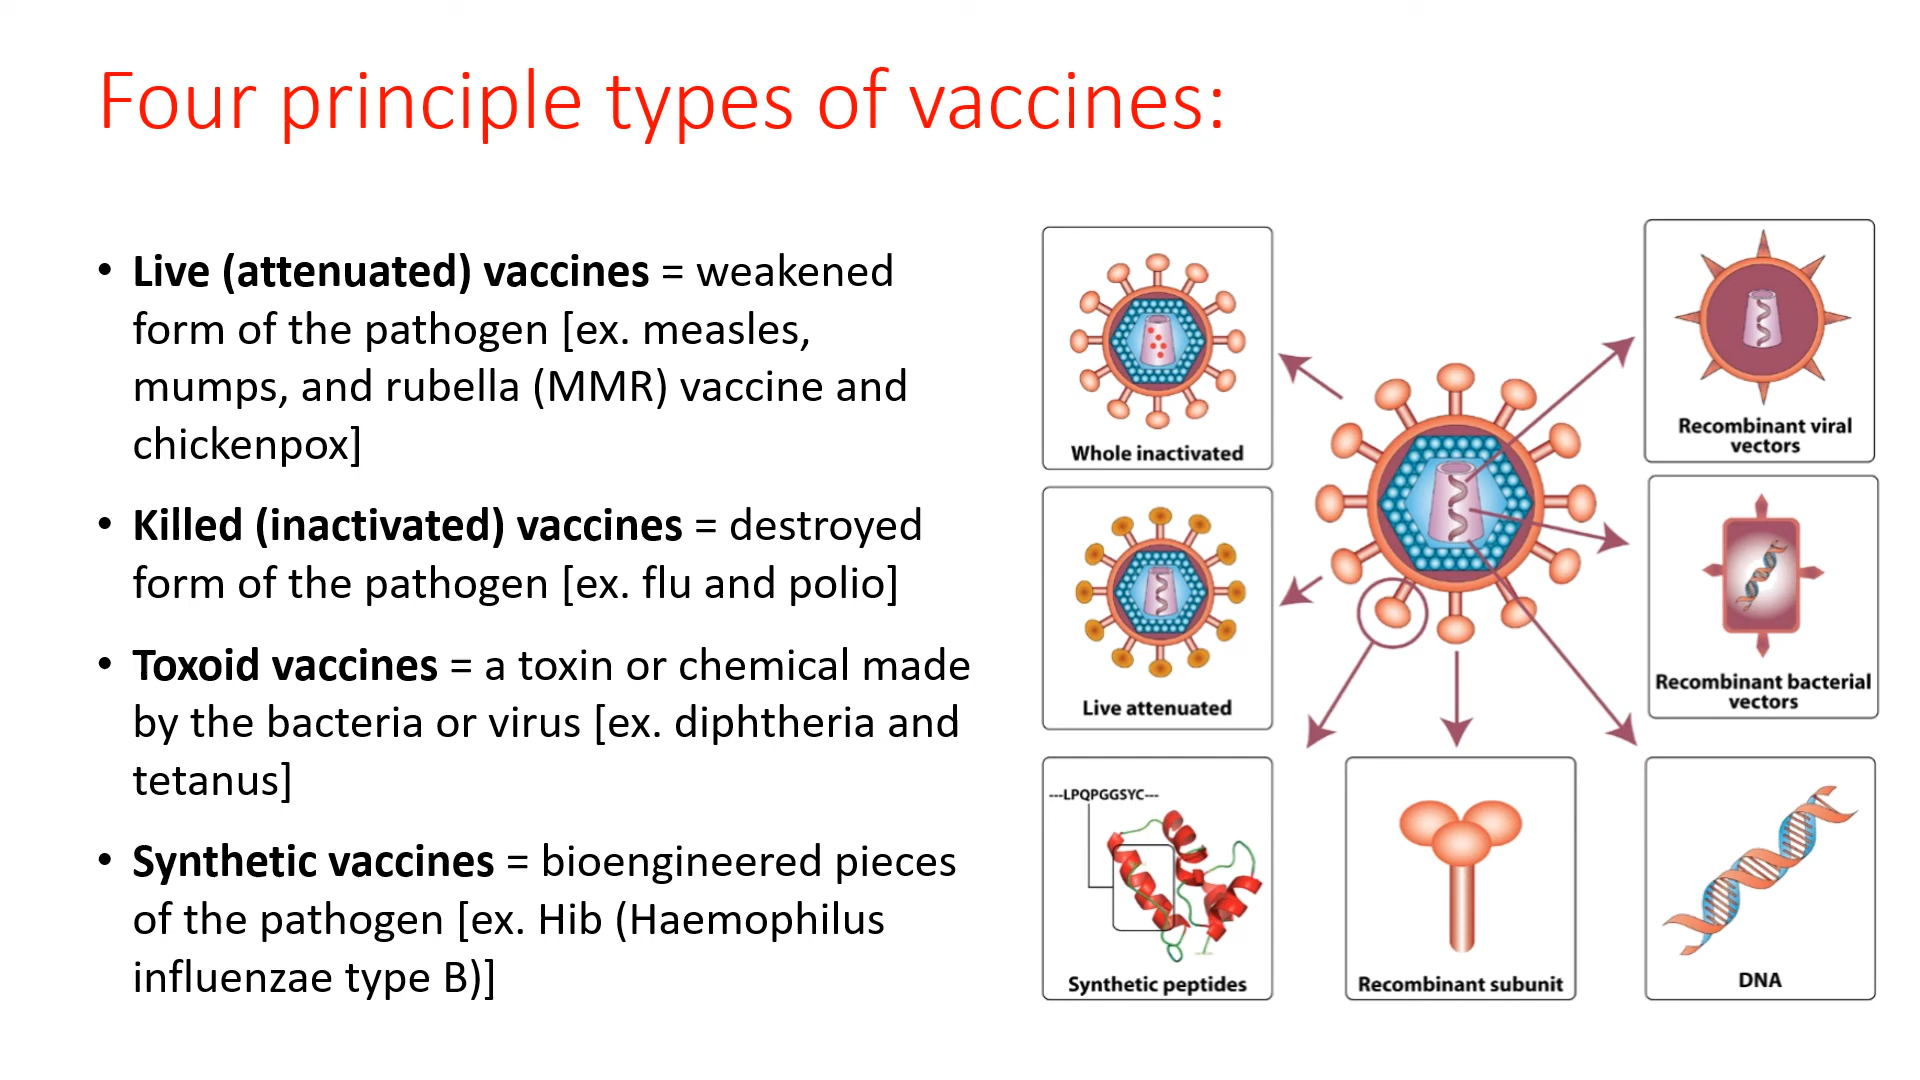 Four principle types of vaccines:
• Live (attenuated) vaccines = weakened
form of the pathogen [ex. measles,
mumps, and rubella (MMR) vaccine and
chickenpox]
• Killed (inactivated) vaccines = destroyed
form of the pathogen [ex. flu and polio]
• Toxoid vaccines = a toxin or chemical made
by the bacteria or virus [ex. diphtheria and
tetanus]
• Synthetic vaccines = bioengineered pieces
of the pathogen [ex. Hib (Haemophilus
influenzae type B)]
Whole inactivated
Recombinant viral
vectors
Live attenuated
Recombinant bacterial
vectors
---LPQPGGSYC---
Synthetic peptides
Recombinant subunit
DNA